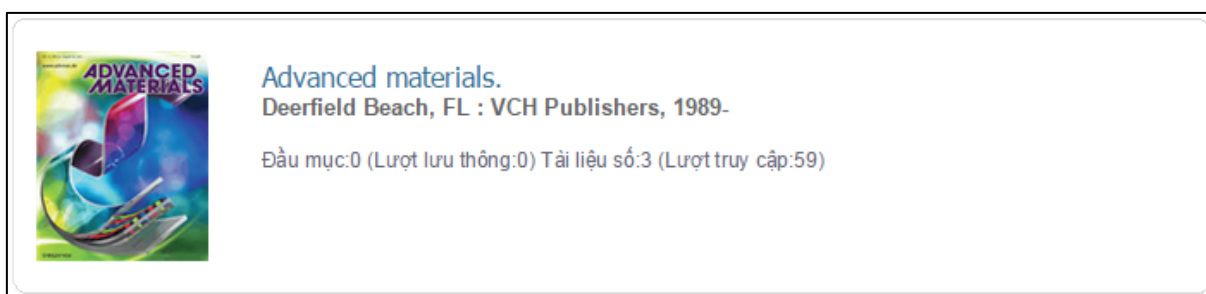 ADVANCED
MATERIALS
Advanced materials.
Deerfield Beach, FL : VCH Publishers, 1989-
Đầu mục:0 (Lượt lưu thông:0) Tài liệu số:3 (Lượt truy cập:59)